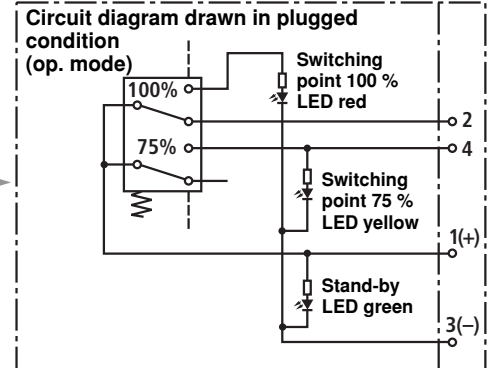 Circuit diagram drawn in plugged
condition
(op. mode)
100%
75%
Switching
point 100 %
LED red
2
4
Switching
point 75 %
LED yellow
1(+)
Stand-by
LED green
3(–)